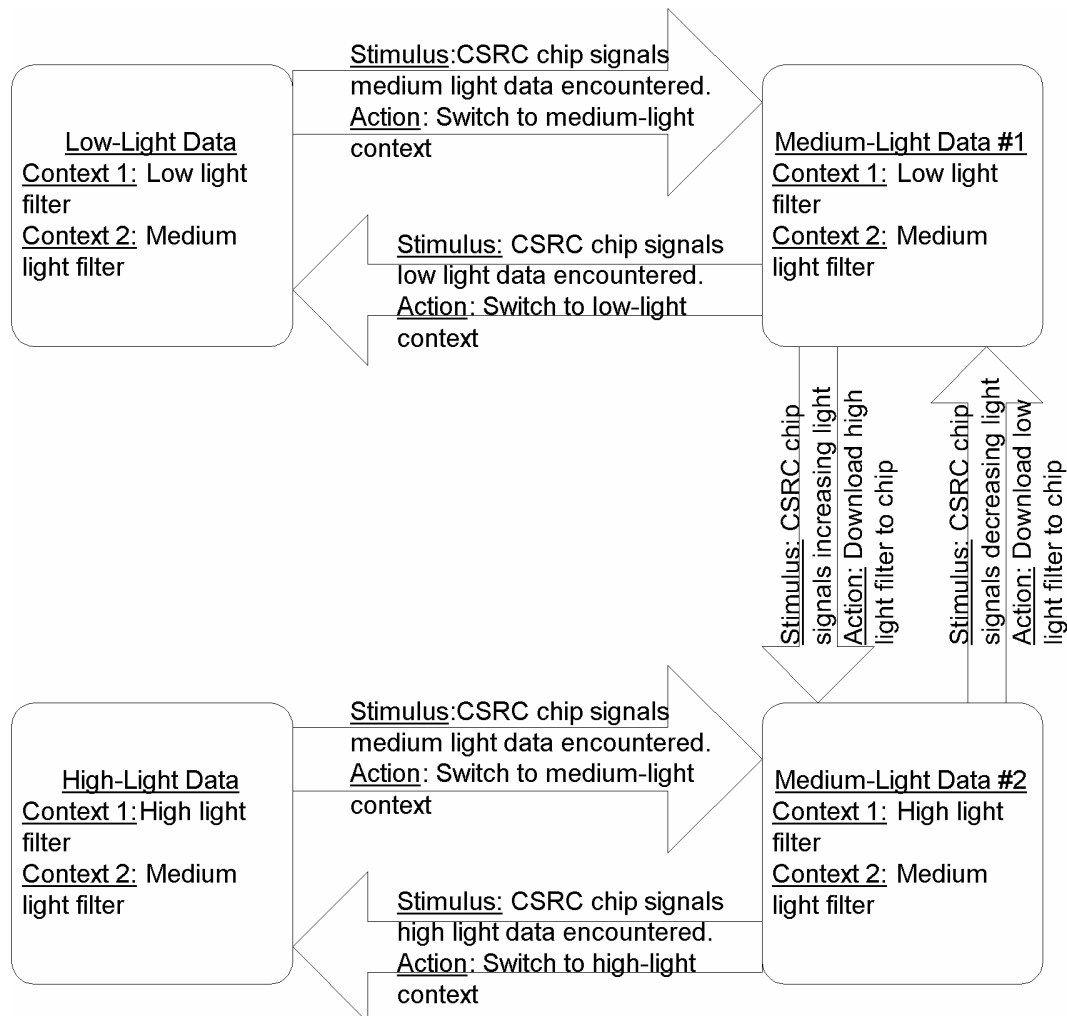 Stimulus:CSRC chip signals
medium light data encountered.
Action: Switch to medium-light
context
Low-Light Data
Context 1: Low light
filter
Context 2: Medium
light filter
Medium-Light Data #1
Context 1: Low light
filter
Context 2: Medium
light filter
Stimulus: CSRC chip signals
low light data encountered.
Action: Switch to low-light
context
Stimulus: CSRC chip
signals increasing light
Action: Download high
light filter to chip
Stimulus: CSRC chip
signals decreasing light
Action: Download low
light filter to chip
Stimulus:CSRC chip signals
medium light data encountered.
Action: Switch to medium-light
context
High-Light Data
Context 1:High light
filter
Context 2: Medium
light filter
Medium-Light Data #2
Context 1: High light
filter
Context 2: Medium
light filter
Stimulus: CSRC chip signals
high light data encountered.
Action: Switch to high-light
context